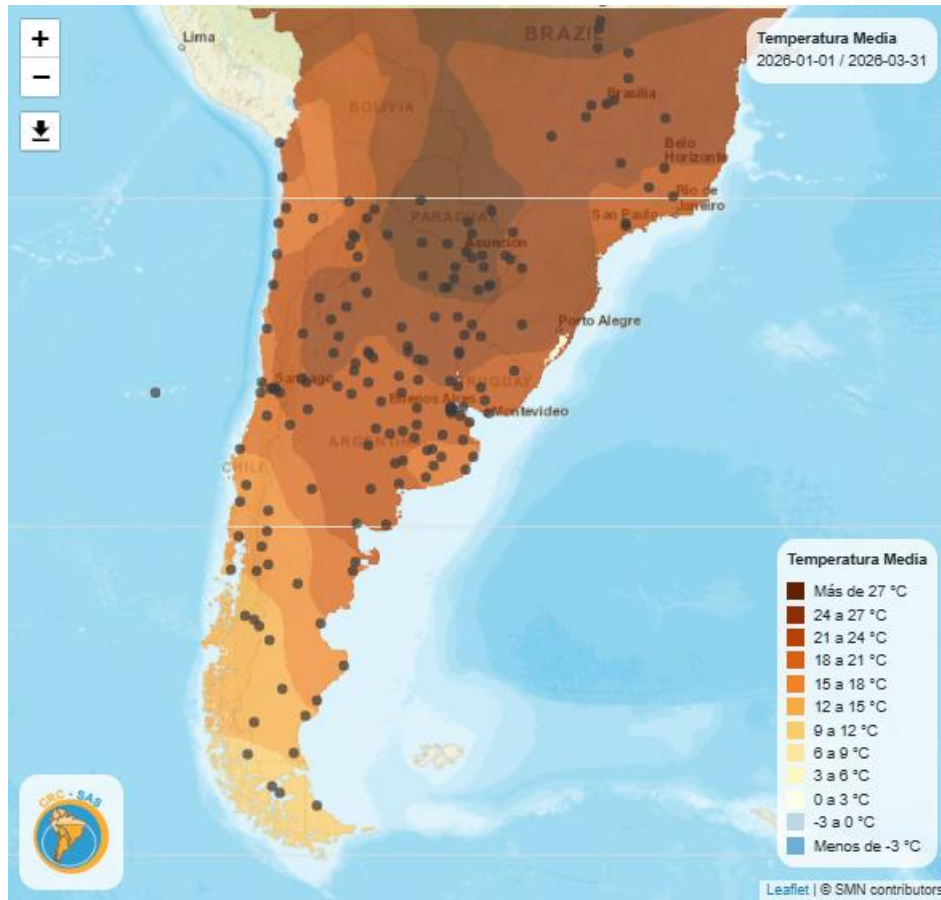 +
−
Lima
BRAZIL
Temperatura Media
2026-01-01 / 2026-03-31
BOLIVIA
Brasilia
Belo
Horizonte
Rio de
Janeiro
Sao Paulo
PARAGUAY
Asunción
Porto Alegre
Santiago
URUGUAY
Buenos Aires
Montevideo
ARGENTINA
CHILE
Temperatura Media
Más de 27 °C
24 a 27 °C
21 a 24 °C
18 a 21 °C
15 a 18 °C
12 a 15 °C
9 a 12 °C
6 a 9 °C
3 a 6 °C
0 a 3 °C
-3 a 0 °C
Menos de -3 °C
CRC - SAS
Leaflet | © SMN contributors